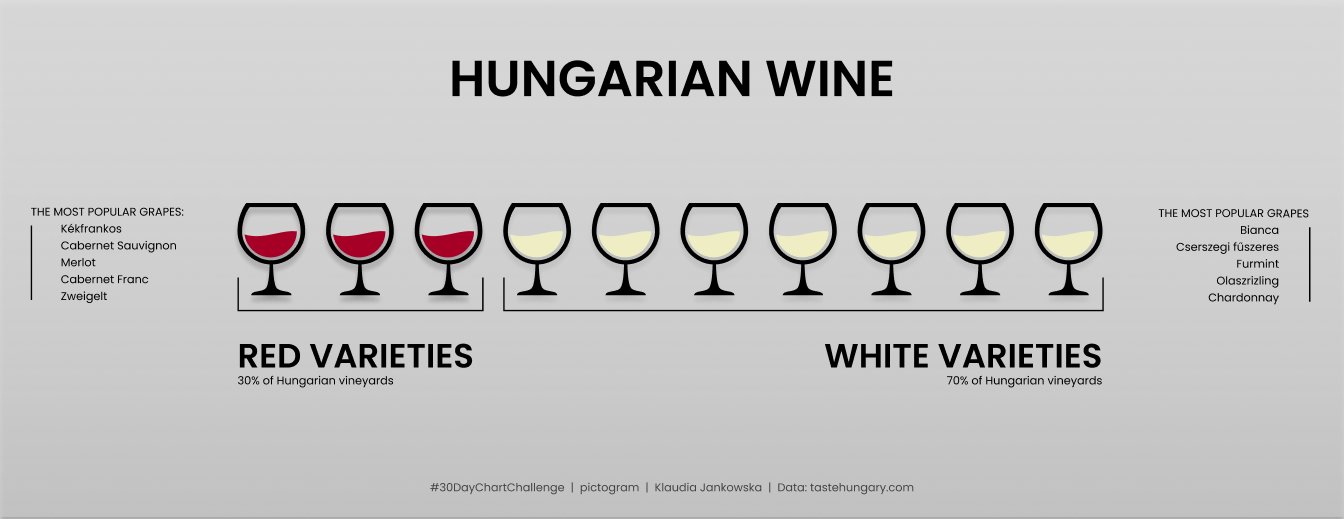 HUNGARIAN WINE
THE MOST POPULAR GRAPES:
Kékfrankos
Cabernet Sauvignon
Merlot
Cabernet Franc
Zweigelt
THE MOST POPULAR GRAPES
Bianca
Cserszegi fűszeres
Furmint
Olaszrizling
Chardonnay
RED VARIETIES
30% of Hungarian vineyards
WHITE VARIETIES
70% of Hungarian vineyards
#30DayChartChallenge | pictogram | Klaudia Jankowska | Data: tastehungary.com